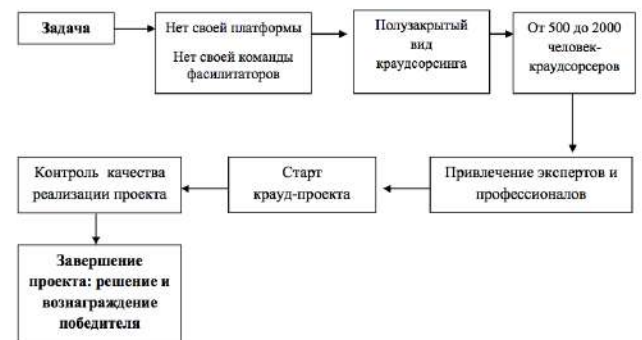 Задача
Нет своей платформы
Нет своей команды
фасилитаторов
Полузакрытый
вид
краудсорсинга
От 500 до 2000
человек-
краудсорсеров
Привлечение экспертов и
профессионалов
Старт
крауд-проекта
Контроль качества
реализации проекта
Завершение
проекта: решение и
вознаграждение
победителя